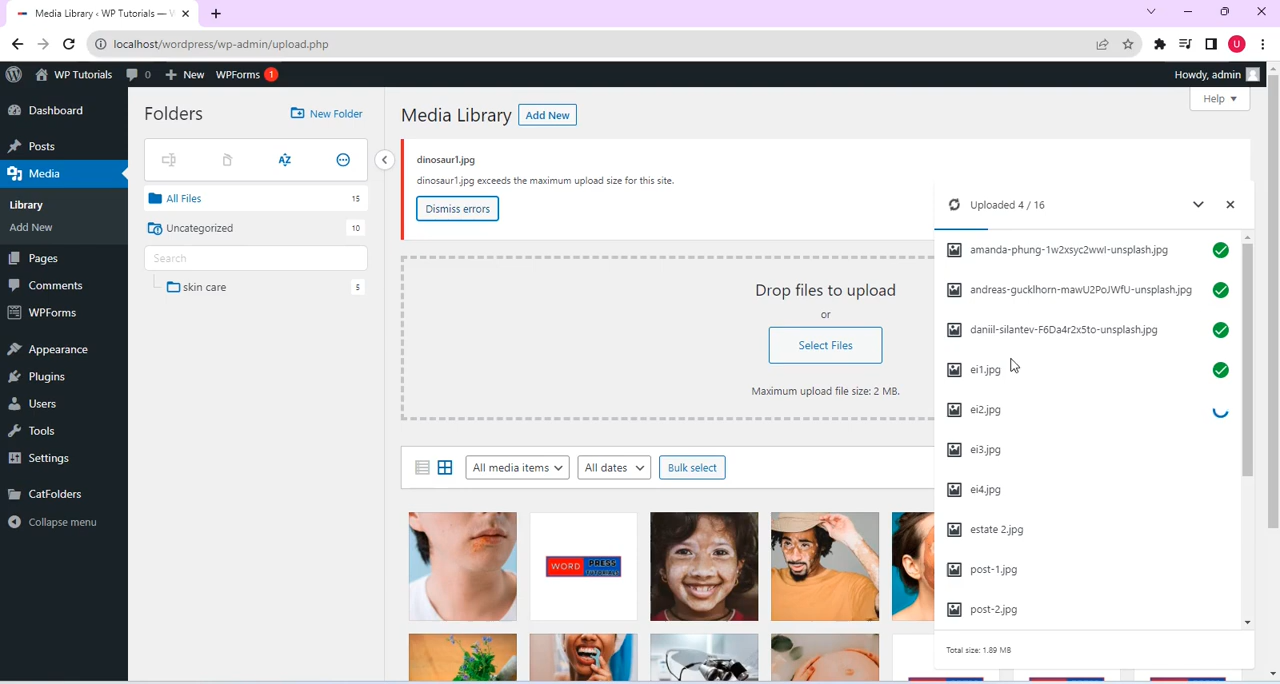 Media Library ‹ WP Tutorials —
localhost/wordpress/wp-admin/upload.php
U
WP Tutorials
0
New
WPForms 1
Howdy, admin
Dashboard
Posts
Media
Library
Add New
Pages
Comments
WPForms
Appearance
Plugins
Users
Tools
Settings
CatFolders
Collapse menu
Folders
New Folder
AZ
All Files 15
Uncategorized 10
Search
skin care 5
Media Library Add New
Help
dinosaur1.jpg
dinosaur1.jpg exceeds the maximum upload size for this site.
Dismiss errors
Drop files to upload
or
Select Files
Maximum upload file size: 2 MB.
All media items
All dates
Bulk select
WORD PRESS
TUTORIALS
Uploaded 4 / 16
amanda-phung-1w2xsyc2wwI-unsplash.jpg
andreas-gucklhorn-mawU2PoJWfU-unsplash.jpg
daniil-silantev-F6Da4r2x5to-unsplash.jpg
ei1.jpg
ei2.jpg
ei3.jpg
ei4.jpg
estate 2.jpg
post-1.jpg
post-2.jpg
Total size: 1.89 MB